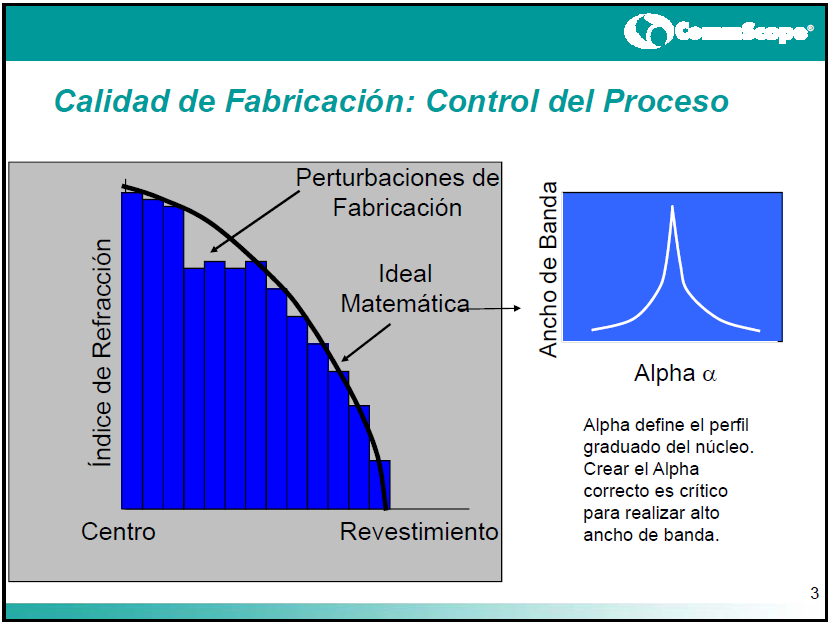 CommScope®
Calidad de Fabricación: Control del Proceso
Perturbaciones de
Fabricación
Ideal
Matemática
Índice de Refracción
Centro
Revestimiento
Ancho de Banda
Alpha α
Alpha define el perfil
graduado del núcleo.
Crear el Alpha
correcto es crítico
para realizar alto
ancho de banda.
3